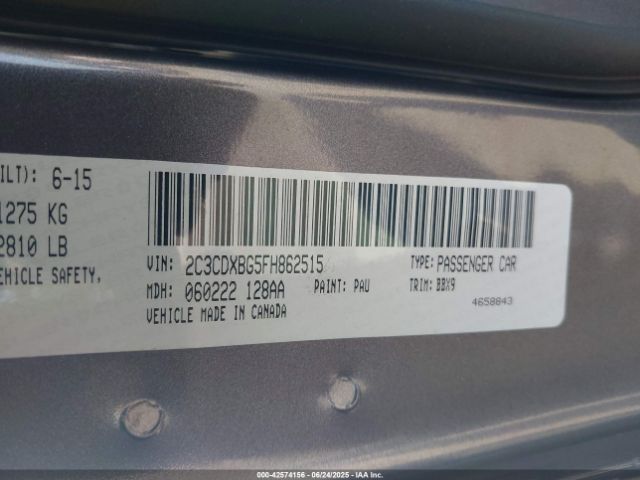 ILT): 6-15
1275 KG
2810 LB
EHICLE SAFETY,
VIN: 2C3CDXBG5FH862515 TYPE: PASSENGER CAR
MDH: 060222 128AA PAINT: PAU TRIM: BBX9
VEHICLE MADE IN CANADA 4658843
000-42574156 - 06/24/2025 - IAA, Inc.